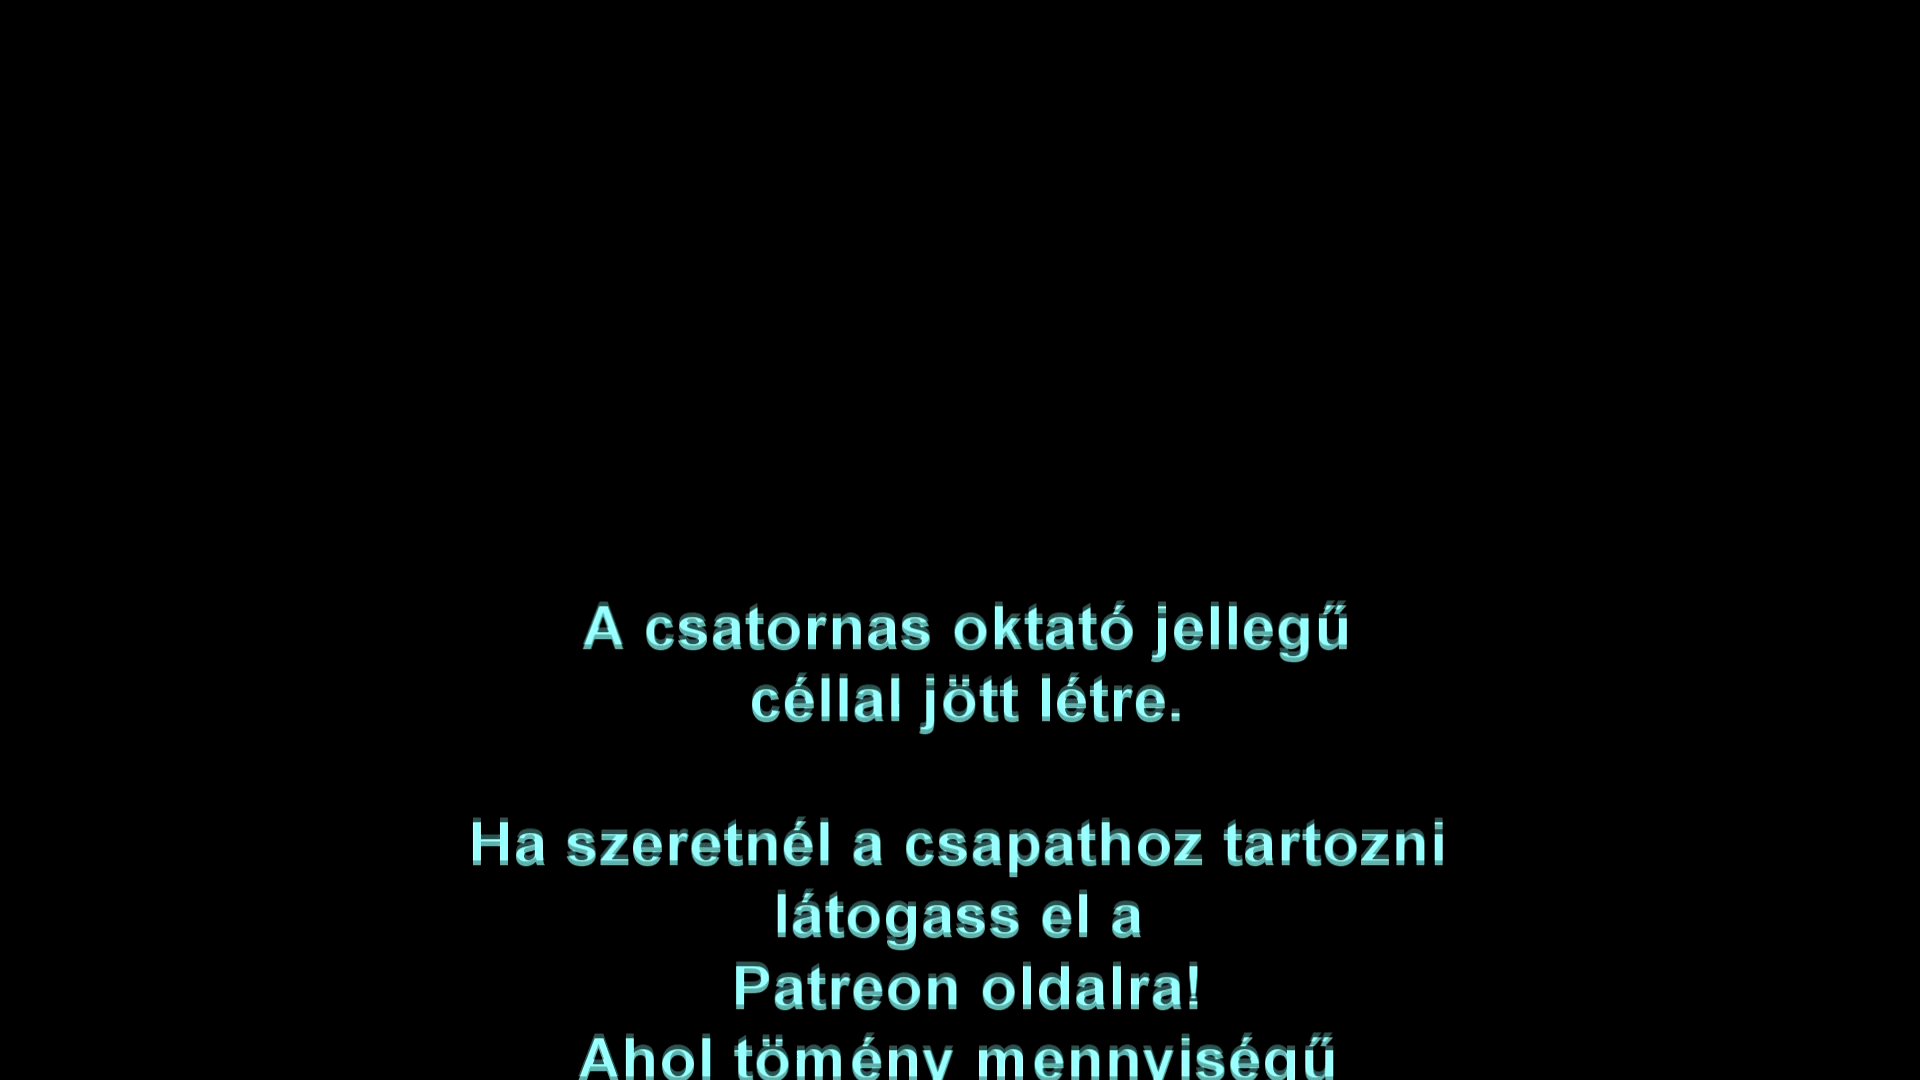 A csatornas oktató jellegű
céllal jött létre.
Ha szeretnél a csapathoz tartozni
látogass el a
Patreon oldalra!
Ahol tömény mennyiségű